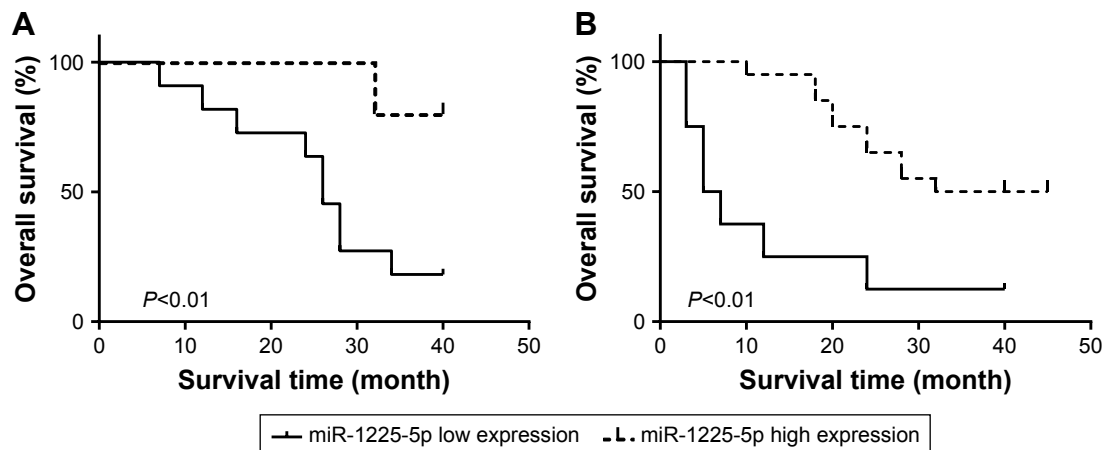 A
Overall survival (%)
100
50
0
P<0.01
0 10 20 30 40 50
Survival time (month)
B
Overall survival (%)
100
50
0
P<0.01
0 10 20 30 40 50
Survival time (month)
miR-1225-5p low expression miR-1225-5p high expression